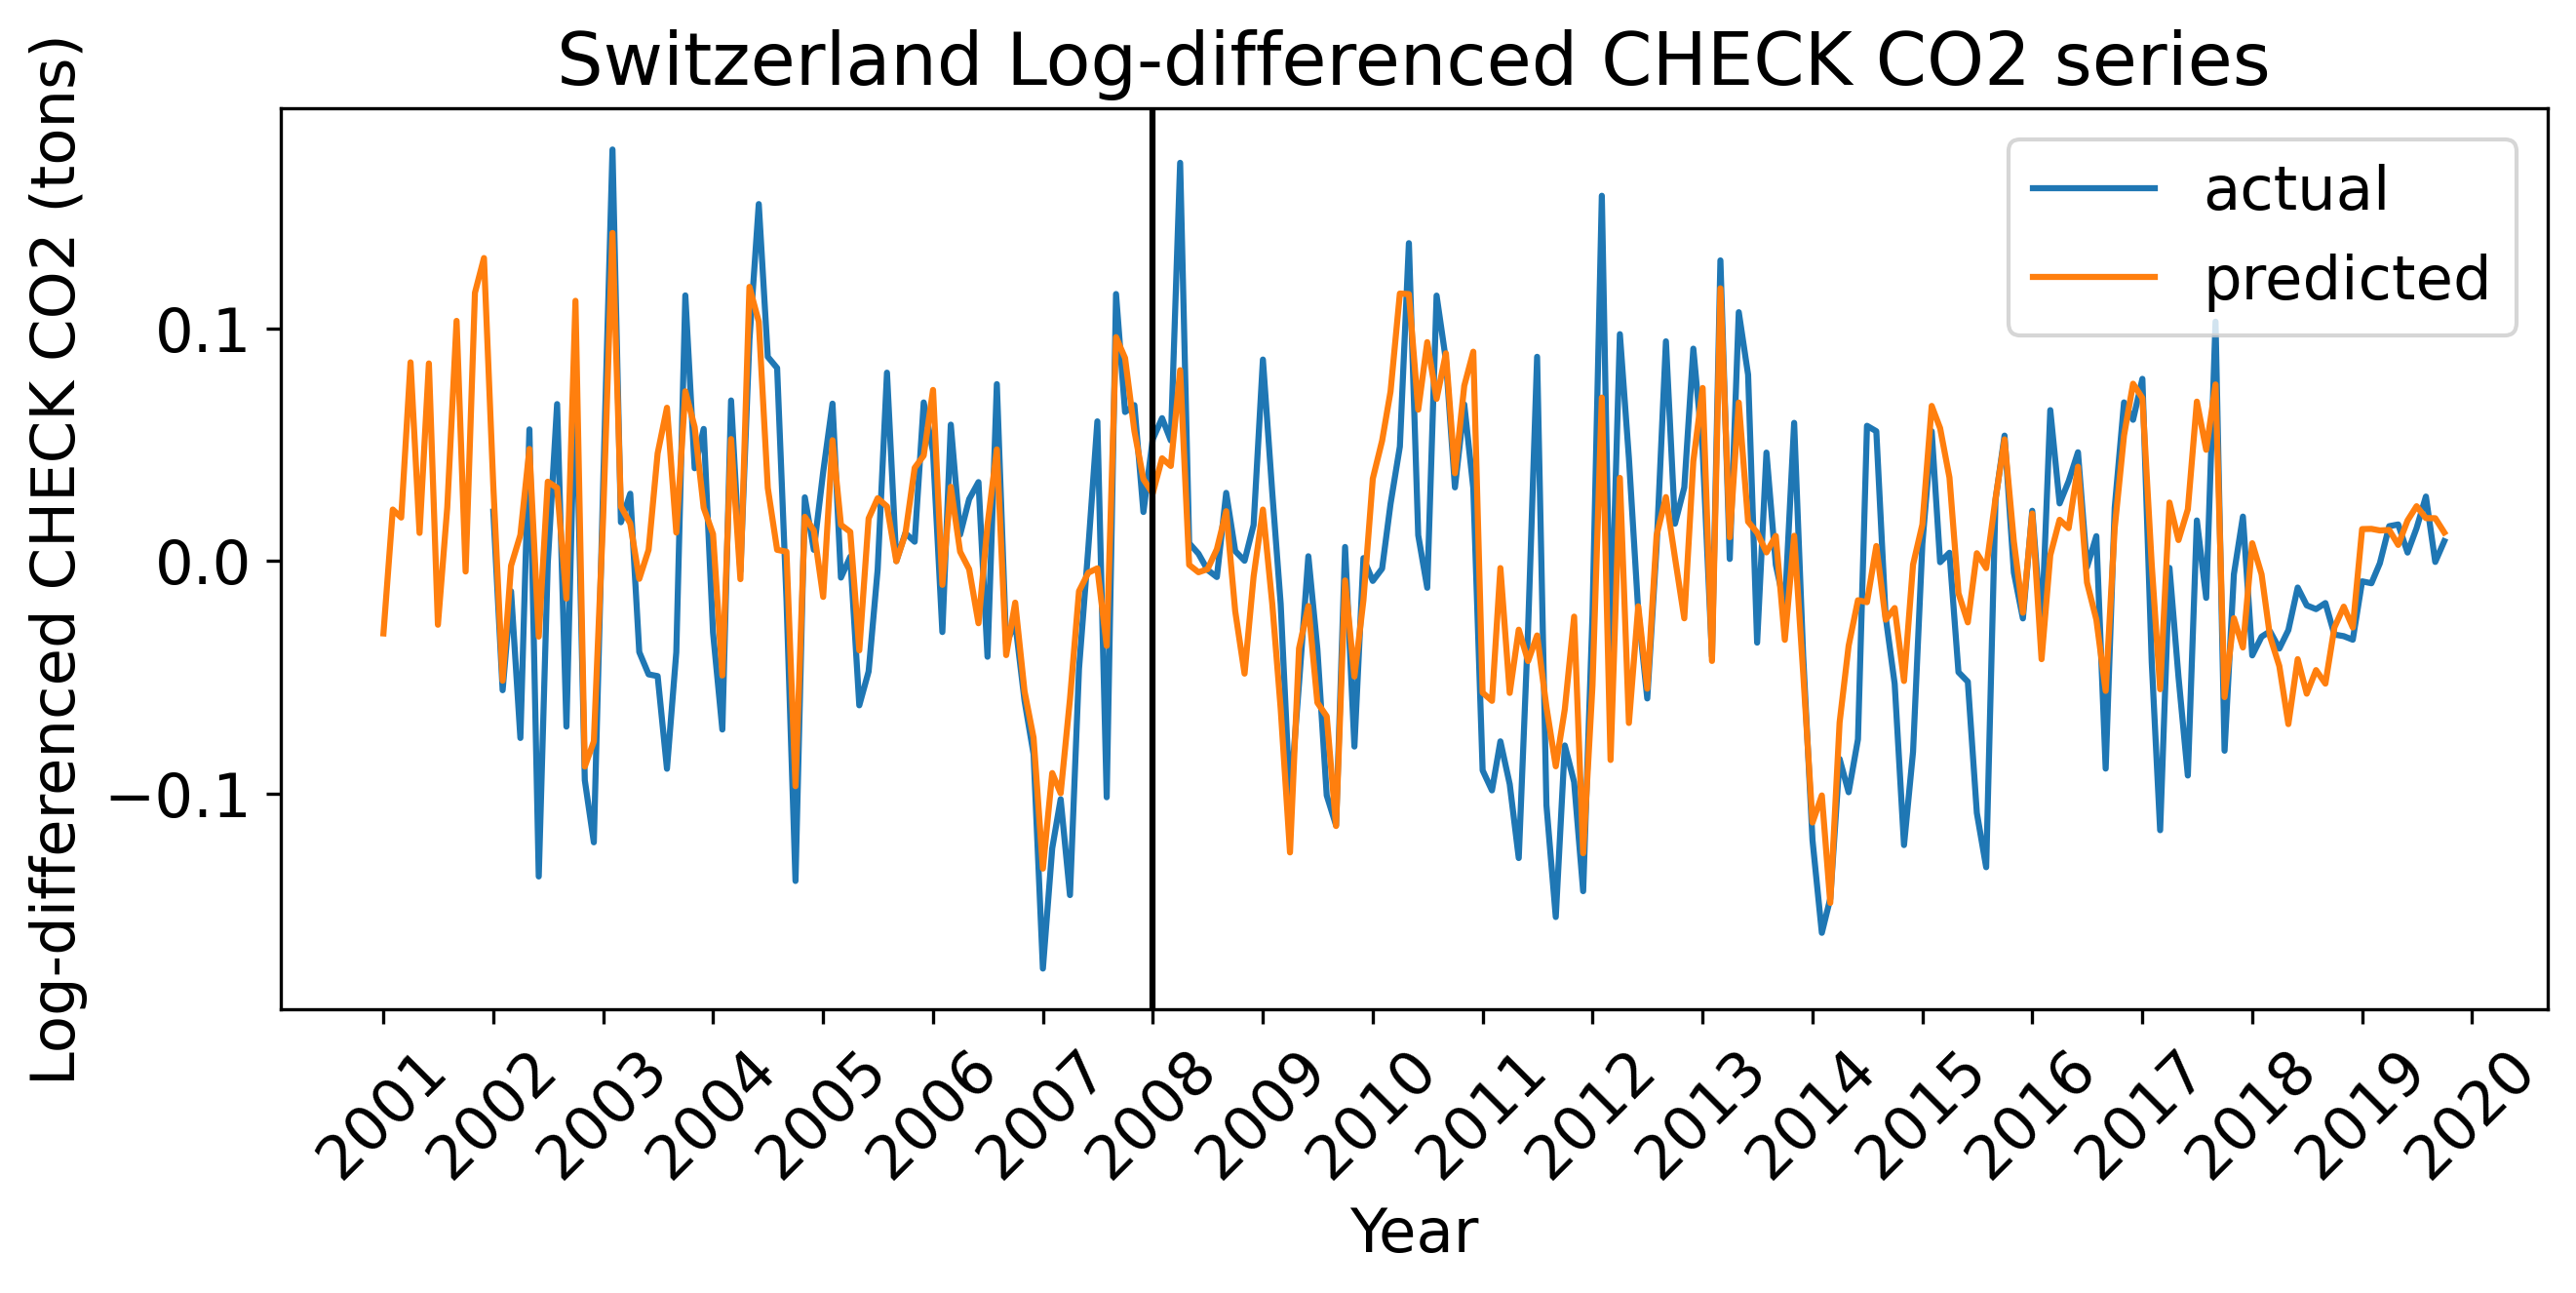 Switzerland Log-differenced CHECK CO2 series
Log-differenced CHECK CO2 (tons)
actual
predicted
0.1
0.0
−0.1
2001 2002 2003 2004 2005 2006 2007 2008 2009 2010 2011 2012 2013 2014 2015 2016 2017 2018 2019 2020
Year